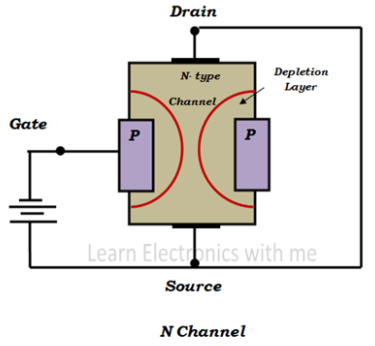 Drain
N- type
Channel
Depletion
Layer
Gate
P
P
Learn Electronics with me
Source
N Channel